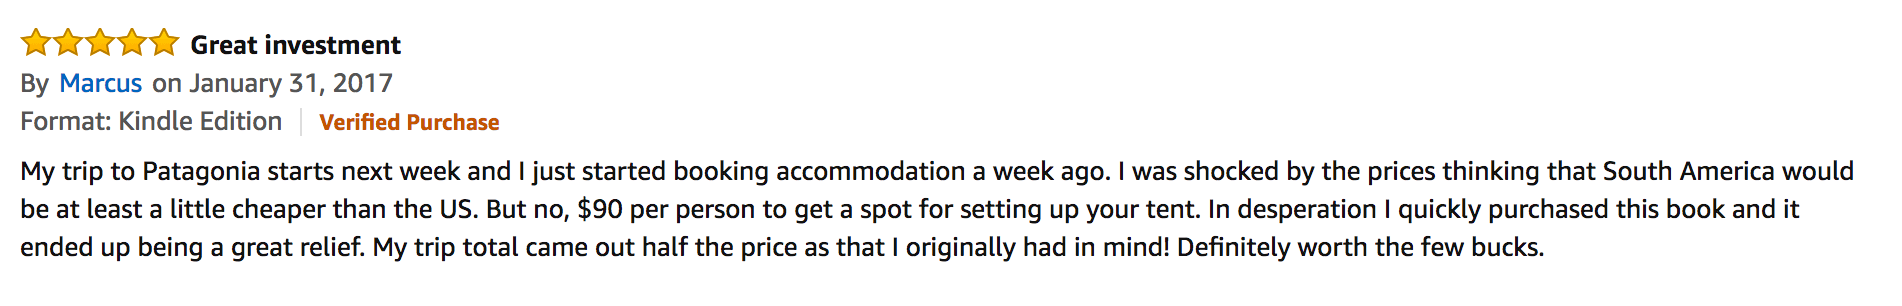 Great investment
By Marcus on January 31, 2017
Format: Kindle Edition Verified Purchase
My trip to Patagonia starts next week and I just started booking accommodation a week ago. I was shocked by the prices thinking that South America would
be at least a little cheaper than the US. But no, $90 per person to get a spot for setting up your tent. In desperation I quickly purchased this book and it
ended up being a great relief. My trip total came out half the price as that I originally had in mind! Definitely worth the few bucks.